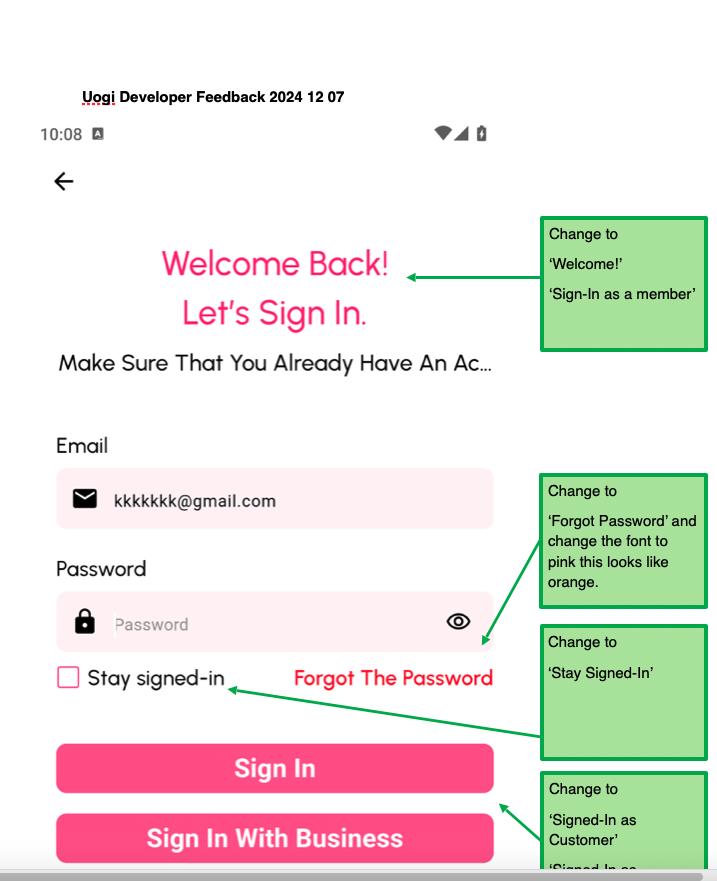 Uogi Developer Feedback 2024 12 07
10:08
A
Welcome Back!
Let's Sign In.
Change to
‘Welcome!’
‘Sign-In as a member’
Make Sure That You Already Have An Ac...
Email
kkkkkkk@gmail.com
Change to
‘Forgot Password’ and
change the font to
pink this looks like
orange.
Password
Password
Stay signed-in
Forgot The Password
Change to
‘Stay Signed-In’
Sign In
Sign In With Business
Change to
‘Signed-In as
Customer’
‘Signed-In as